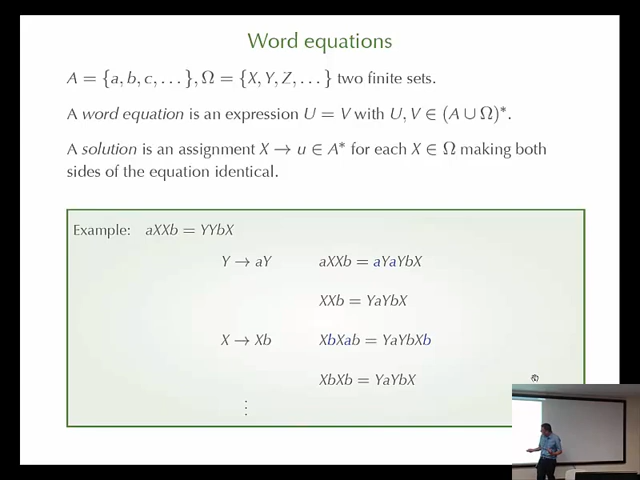 Word equations
A = {a, b, c, . . . }, Ω = {X, Y, Z, . . . } two finite sets.
A word equation is an expression U = V with U, V ∈ (A ∪ Ω)*.
A solution is an assignment X → u ∈ A* for each X ∈ Ω making both
sides of the equation identical.
Example: aXXb = YYbX
Y → aY aXXb = aYaYbX
XXb = YaYbX
X → Xb XbXab = YaYbXb
XbXb = YaYbX
⋮